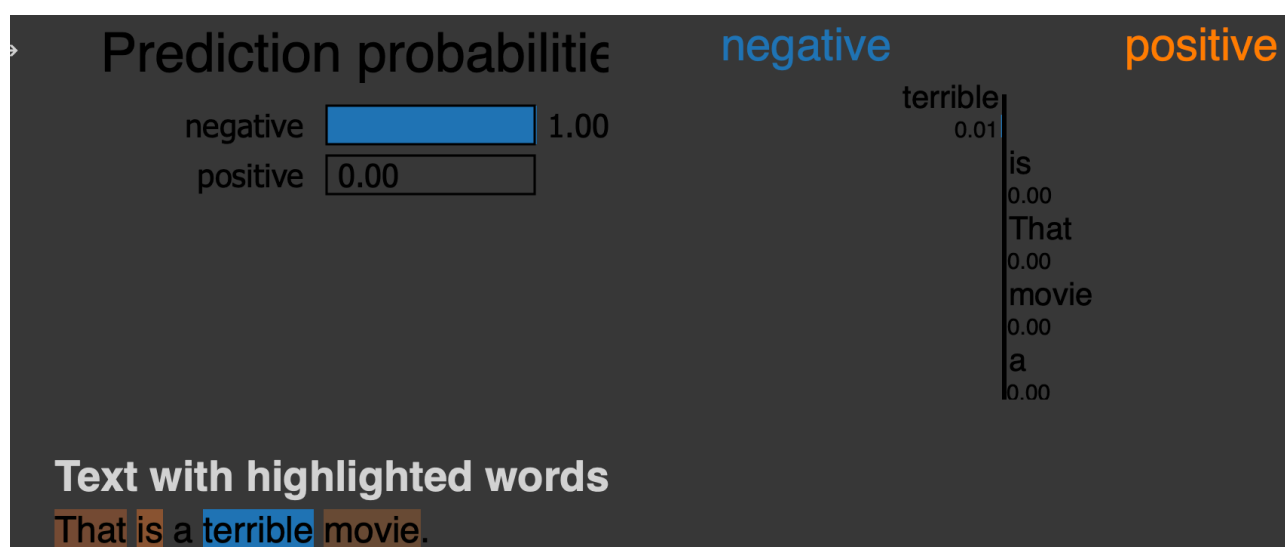 Prediction probabilitie
negative 1.00
positive 0.00
negative positive
terrible
0.01
is
0.00
That
0.00
movie
0.00
a
0.00
Text with highlighted words
That is a terrible movie.